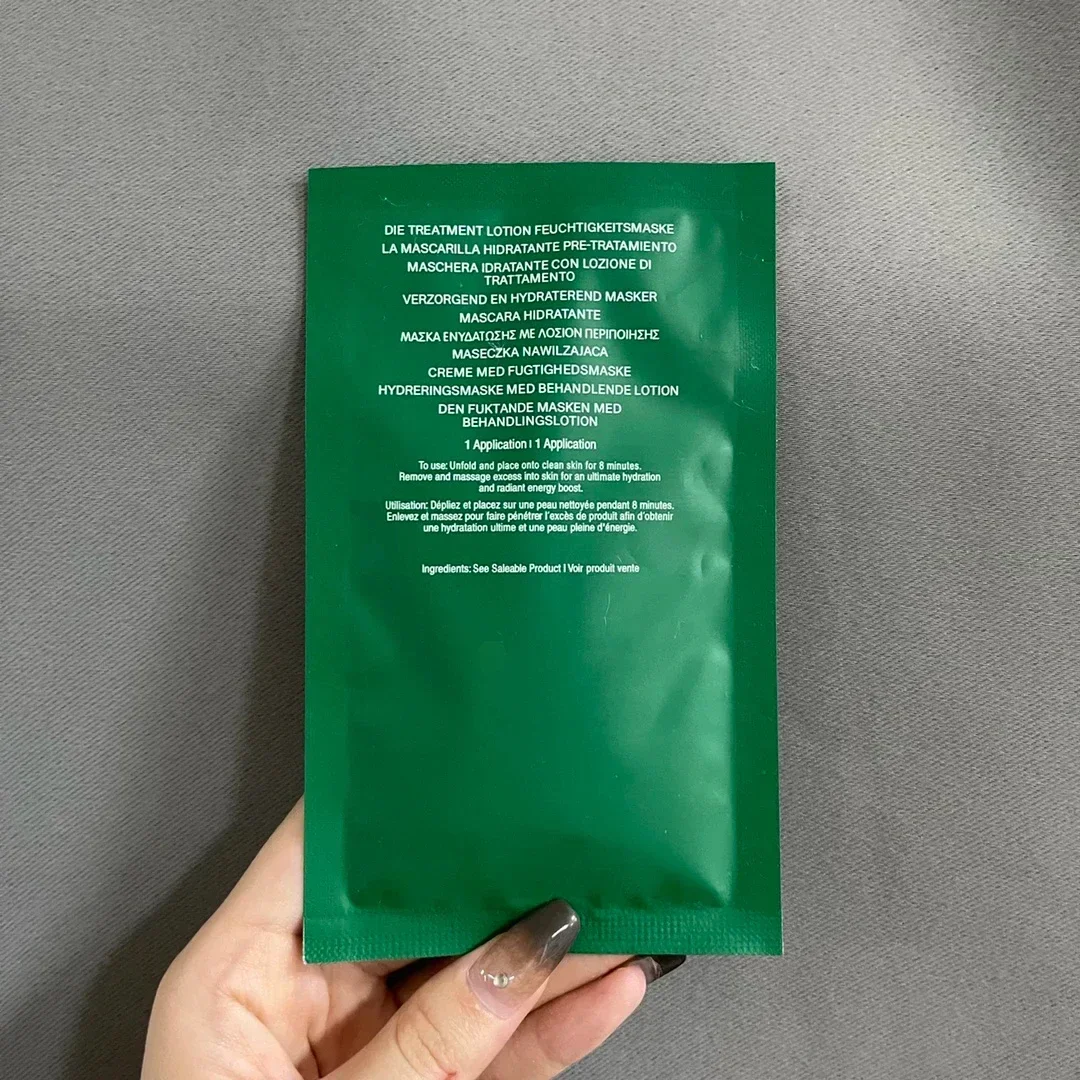 DIE TREATMENT LOTION FEUCHTIGKEITSMASKE
LA MASCARILLA HIDRATANTE PRE-TRATAMIENTO
MASCHERA IDRATANTE CON LOZIONE DI
TRATTAMENTO
VERZORGEND EN HYDRATEREND MASKER
MASCARA HIDRATANTE
ΜΑΣΚΑ ΕΝΥΔΑΤΩΣΗΣ ΜΕ ΛΟΣΙΟΝ ΠΕΡΙΠΟΙΗΣΗΣ
MASECZKA NAWILZAJACA
CREME MED FUGTIGHEDSMASKE
HYDRERINGSMASKE MED BEHANDLENDE LOTION
DEN FUKTANDE MASKEN MED
BEHANDLINGSLOTION
1 Application I 1 Application
To use: Unfold and place onto clean skin for 8 minutes.
Remove and massage excess into skin for an ultimate hydration
and radiant energy boost.
Utilisation: Dépliez et placez sur une peau nettoyée pendant 8 minutes.
Enlevez et massez pour faire pénétrer l'excès de produit afin d'obtenir
une hydratation ultime et une peau pleine d'énergie.
Ingredients: See Saleable Product I Voir produit vente